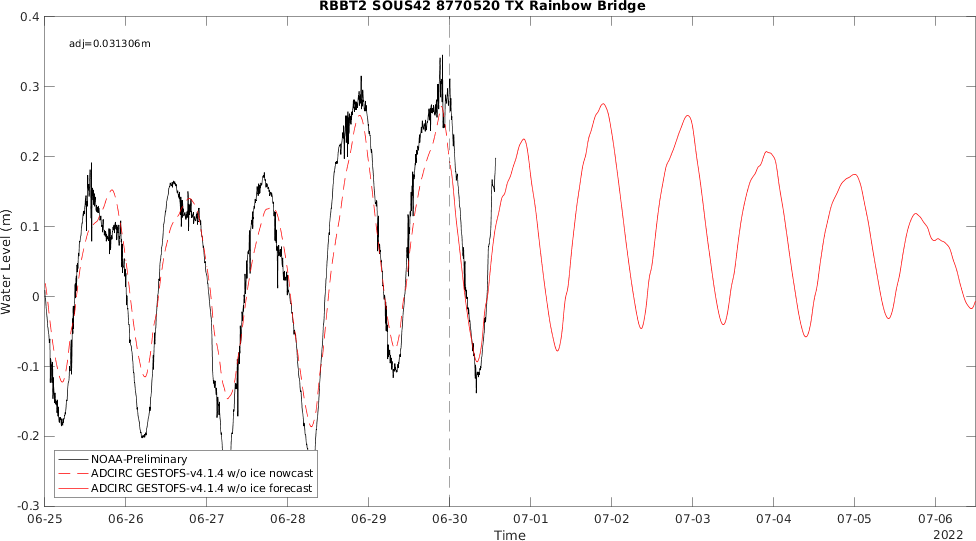 RBBT2 SOUS42 8770520 TX Rainbow Bridge
adj=0.031306m
0.4
0.3
0.2
0.1
0
-0.1
-0.2
-0.3
Water Level (m)
NOAA-Preliminary
ADCIRC GESTOFS-v4.1.4 w/o ice nowcast
ADCIRC GESTOFS-v4.1.4 w/o ice forecast
06-25 06-26 06-27 06-28 06-29 06-30 07-01 07-02 07-03 07-04 07-05 07-06
Time
2022